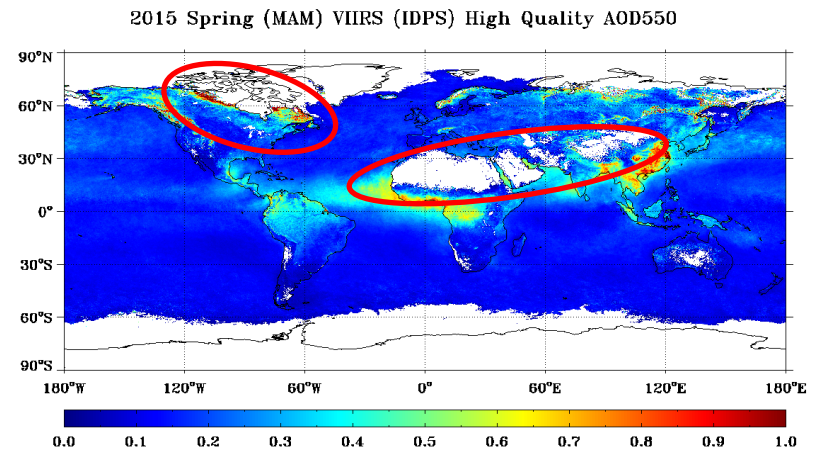 2015 Spring (MAM) VIIRS (IDPS) High Quality AOD550
90°N
60°N
30°N
0°
30°S
60°S
90°S
180°W 120°W 60°W 0° 60°E 120°E 180°E
0.0 0.1 0.2 0.3 0.4 0.5 0.6 0.7 0.8 0.9 1.0